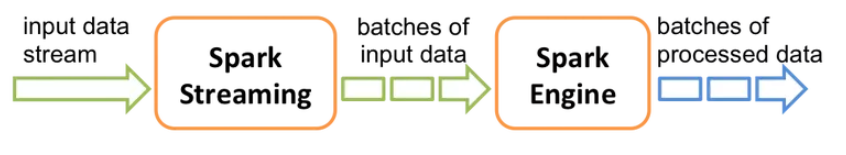 input data
stream
Spark
Streaming
batches of
input data
Spark
Engine
batches of
processed data